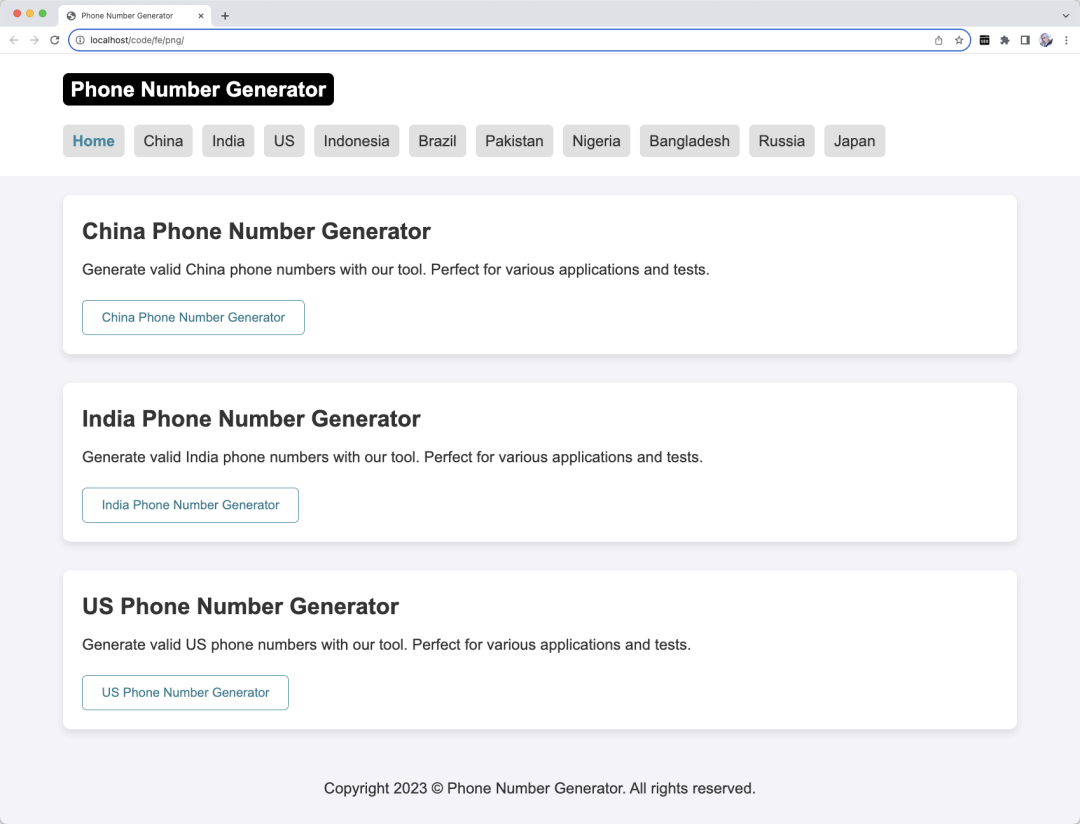 Phone Number Generator
localhost/code/fe/png/
Phone Number Generator
Home China India US Indonesia Brazil Pakistan Nigeria Bangladesh Russia Japan
China Phone Number Generator
Generate valid China phone numbers with our tool. Perfect for various applications and tests.
China Phone Number Generator
India Phone Number Generator
Generate valid India phone numbers with our tool. Perfect for various applications and tests.
India Phone Number Generator
US Phone Number Generator
Generate valid US phone numbers with our tool. Perfect for various applications and tests.
US Phone Number Generator
Copyright 2023 © Phone Number Generator. All rights reserved.